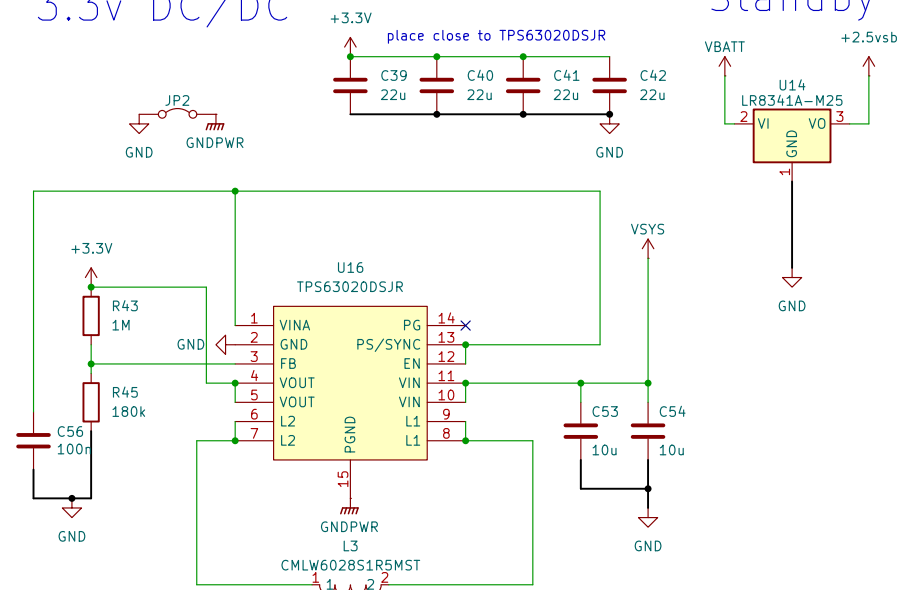 3.3v DC/DC
Standby
+3.3V
place close to TPS63020DSJR
C39
22u
C40
22u
C41
22u
C42
22u
GND
JP2
GND
GNDPWR
VBATT
+2.5vsb
U14
LR8341A-M25
2
VI
VO
3
GND
1
GND
+3.3V
R43
1M
R45
180k
C56
100n
GND
U16
TPS63020DSJR
GND
1
VINA
2
GND
3
FB
4
VOUT
5
VOUT
6
L2
7
L2
PG
14
PS/SYNC
13
EN
12
VIN
11
VIN
10
L1
9
L1
8
PGND
15
GNDPWR
L3
CMLW6028S1R5MST
1
1
2
2
VSYS
C53
10u
C54
10u
GND